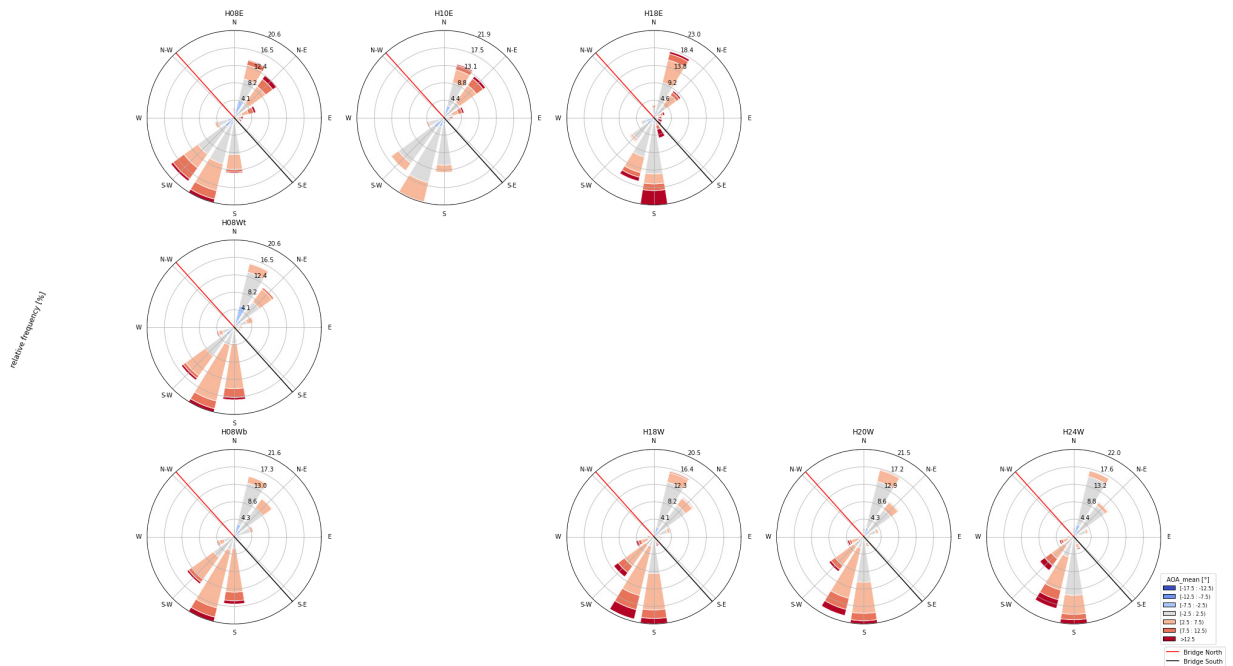 H08E
N
20.6
N-W
16.5
N-E
12.4
8.2
4.1
W
E
S-W
S-E
S
H10E
N
21.9
N-W
17.5
N-E
13.1
8.8
4.4
W
E
S-W
S-E
S
H18E
N
23.0
N-W
18.4
N-E
13.8
9.2
4.6
W
E
S-W
S-E
S
H08Wt
N
20.6
N-W
16.5
N-E
12.4
8.2
4.1
W
E
S-W
S-E
S
relative frequency [%]
H08Wb
N
21.6
N-W
17.3
N-E
13.0
8.6
4.3
W
E
S-W
S-E
S
H18W
N
20.5
N-W
16.4
N-E
12.3
8.2
4.1
W
E
S-W
S-E
S
H20W
N
21.5
N-W
17.2
N-E
12.9
8.6
4.3
W
E
S-W
S-E
S
H24W
N
22.0
N-W
17.6
N-E
13.2
8.8
4.4
W
E
S-W
S
AOA_mean [°]
[-17.5 : -12.5)
[-12.5 : -7.5)
[-7.5 : -2.5)
[-2.5 : 2.5)
[2.5 : 7.5)
[7.5 : 12.5)
>12.5
Bridge North
Bridge South